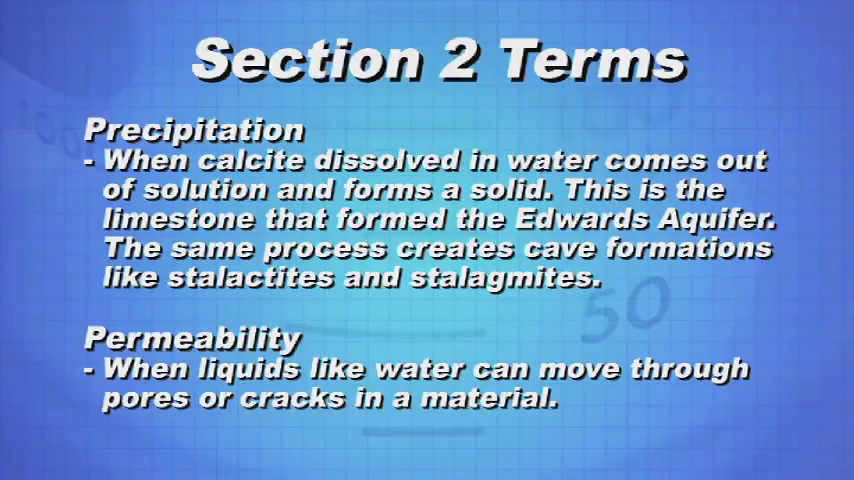 Section 2 Terms
Precipitation
- When calcite dissolved in water comes out
of solution and forms a solid. This is the
limestone that formed the Edwards Aquifer.
The same process creates cave formations
like stalactites and stalagmites.
50
Permeability
- When liquids like water can move through
pores or cracks in a material.